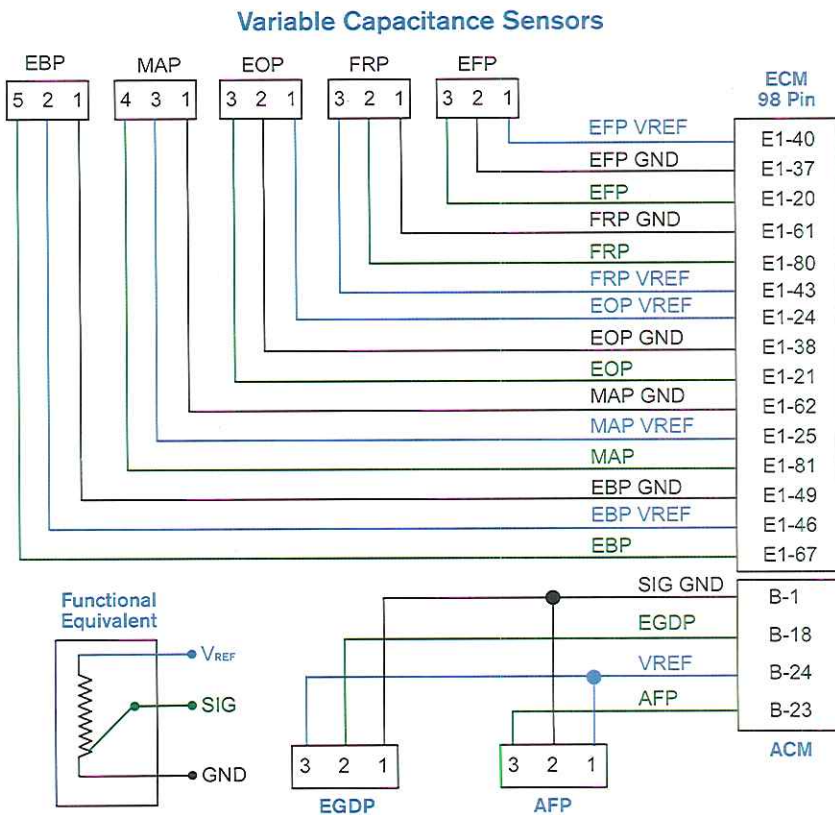 Variable Capacitance Sensors
EBP MAP EOP FRP EFP
5 2 1 4 3 1 3 2 1 3 2 1 3 2 1
ECM
98 Pin
EFP VREF E1-40
EFP GND E1-37
EFP E1-20
FRP GND E1-61
FRP E1-80
FRP VREF E1-43
EOP VREF E1-24
EOP GND E1-38
EOP E1-21
MAP GND E1-62
MAP VREF E1-25
MAP E1-81
EBP GND E1-49
EBP VREF E1-46
EBP E1-67
SIG GND B-1
EGDP B-18
VREF B-24
AFP B-23
ACM
Functional
Equivalent
VREF
SIG
GND
3 2 1
EGDP
3 2 1
AFP